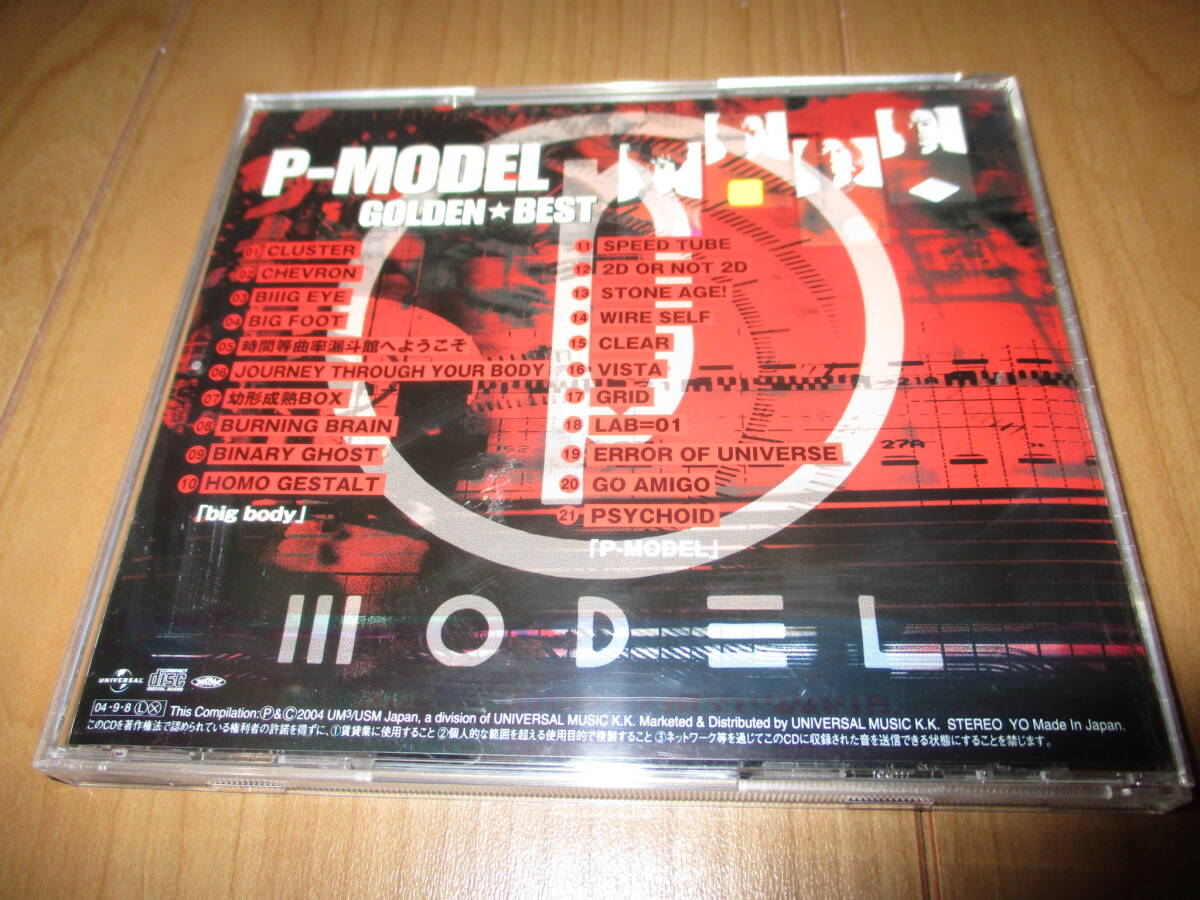 P-MODEL
GOLDEN★BEST
01 CLUSTER
02 CHEVRON
03 BIIIG EYE
04 BIG FOOT
05 時間等曲率漏斗館へようこそ
06 JOURNEY THROUGH YOUR BODY
07 幼形成熟BOX
08 BURNING BRAIN
09 BINARY GHOST
10 HOMO GESTALT
「big body」
11 SPEED TUBE
12 2D OR NOT 2D
13 STONE AGE!
14 WIRE SELF
15 CLEAR
16 VISTA
17 GRID
18 LAB=01
19 ERROR OF UNIVERSE
20 GO AMIGO
21 PSYCHOID
「P-MODEL」
27A
MODEL
UNIVERSAL
COMPACT
disc
DIGITAL AUDIO
04・9・8 Ⓛ Ⓧ This Compilation:Ⓟ&©2004 UM³/USM Japan, a division of UNIVERSAL MUSIC K.K. Marketed & Distributed by UNIVERSAL MUSIC K.K. STEREO YO Made In Japan.
このCDを著作権法で認められている権利者の許諾を得ずに、①賃貸業に使用すること ②個人的な範囲を超える使用目的で複製すること ③ネットワーク等を通じてこのCDに収録された音を送信できる状態にすることを禁じます。